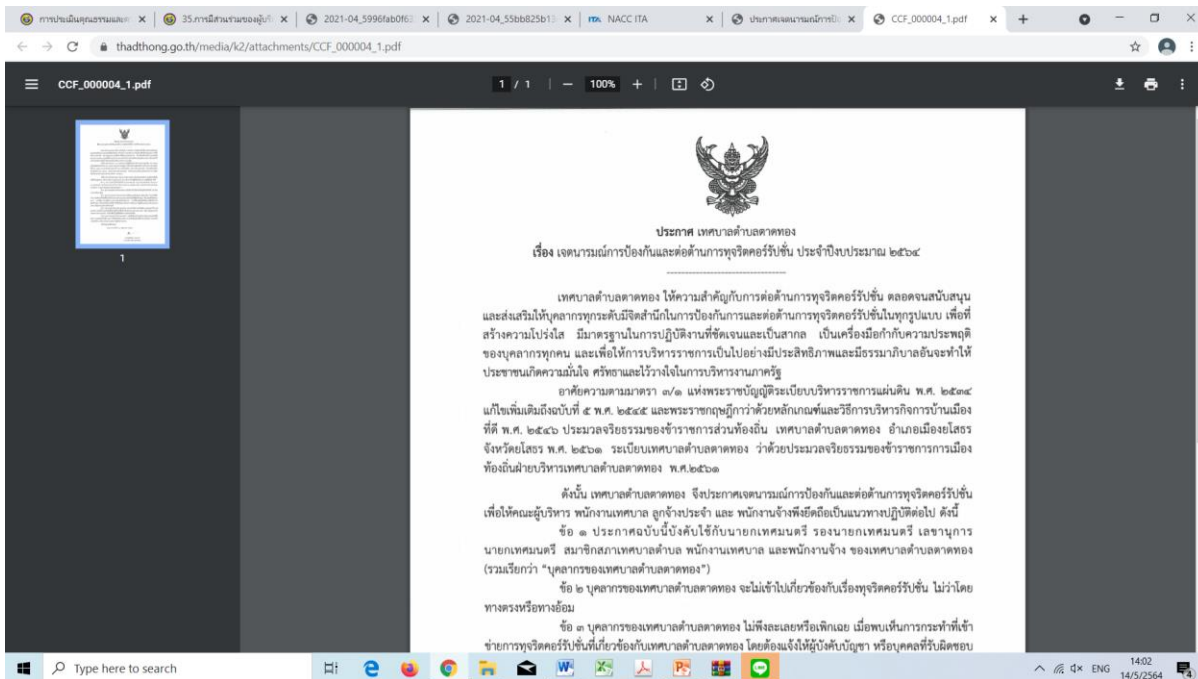 การประเมินคุณธรรมและค
35.การมีส่วนร่วมของผู้บริ
2021-04_5996fab0f63
2021-04_55bb825b13
ITA NACC ITA
ประกาศเจตนารมณ์การป้
CCF_000004_1.pdf
thadthong.go.th/media/k2/attachments/CCF_000004_1.pdf
CCF_000004_1.pdf
1 / 1
100%
1
ประกาศ เทศบาลตำบลตาดทอง
เรื่อง เจตนารมณ์การป้องกันและต่อต้านการทุจริตคอร์รัปชั่น ประจำปีงบประมาณ ๒๕๖๔
เทศบาลตำบลตาดทอง ให้ความสำคัญกับการต่อต้านการทุจริตคอร์รัปชั่น ตลอดจนสนับสนุน
และส่งเสริมให้บุคลากรทุกระดับมีจิตสำนึกในการป้องกันการและต่อต้านการทุจริตคอร์รัปชั่นในทุกรูปแบบ เพื่อที่
สร้างความโปร่งใส มีมาตรฐานในการปฏิบัติงานที่ชัดเจนและเป็นสากล เป็นเครื่องมือกำกับความประพฤติ
ของบุคลากรทุกคน และเพื่อให้การบริหารราชการเป็นไปอย่างมีประสิทธิภาพและมีธรรมาภิบาลอันจะทำให้
ประชาชนเกิดความมั่นใจ ศรัทธาและไว้วางใจในการบริหารงานภาครัฐ
อาศัยความตามมาตรา ๓/๑ แห่งพระราชบัญญัติระเบียบบริหารราชการแผ่นดิน พ.ศ. ๒๕๓๔
แก้ไขเพิ่มเติมถึงฉบับที่ ๕ พ.ศ. ๒๕๔๕ และพระราชกฤษฎีกาว่าด้วยหลักเกณฑ์และวิธีการบริหารกิจการบ้านเมือง
ที่ดี พ.ศ. ๒๕๔๖ ประมวลจริยธรรมของข้าราชการส่วนท้องถิ่น เทศบาลตำบลตาดทอง อำเภอเมืองยโสธร
จังหวัดยโสธร พ.ศ. ๒๕๖๑ ระเบียบเทศบาลตำบลตาดทอง ว่าด้วยประมวลจริยธรรมของข้าราชการการเมือง
ท้องถิ่นฝ่ายบริหารเทศบาลตำบลตาดทอง พ.ศ.๒๕๖๑
ดังนั้น เทศบาลตำบลตาดทอง จึงประกาศเจตนารมณ์การป้องกันและต่อต้านการทุจริตคอร์รัปชั่น
เพื่อให้คณะผู้บริหาร พนักงานเทศบาล ลูกจ้างประจำ และ พนักงานจ้างพึงยึดถือเป็นแนวทางปฏิบัติต่อไป ดังนี้
ข้อ ๑ ประกาศฉบับนี้บังคับใช้กับนายกเทศมนตรี รองนายกเทศมนตรี เลขานุการ
นายกเทศมนตรี สมาชิกสภาเทศบาลตำบล พนักงานเทศบาล และพนักงานจ้าง ของเทศบาลตำบลตาดทอง
(รวมเรียกว่า "บุคลากรของเทศบาลตำบลตาดทอง")
ข้อ ๒ บุคลากรของเทศบาลตำบลตาดทอง จะไม่เข้าไปเกี่ยวข้องกับเรื่องทุจริตคอร์รัปชั่น ไม่ว่าโดย
ทางตรงหรือทางอ้อม
ข้อ ๓ บุคลากรของเทศบาลตำบลตาดทอง ไม่พึงละเลยหรือเพิกเฉย เมื่อพบเห็นการกระทำที่เข้า
ข่ายการทุจริตคอร์รัปชั่นที่เกี่ยวข้องกับเทศบาลตำบลตาดทอง โดยต้องแจ้งให้ผู้บังคับบัญชา หรือบุคคลที่รับผิดชอบ
Type here to search
ENG
14:02
14/5/2564